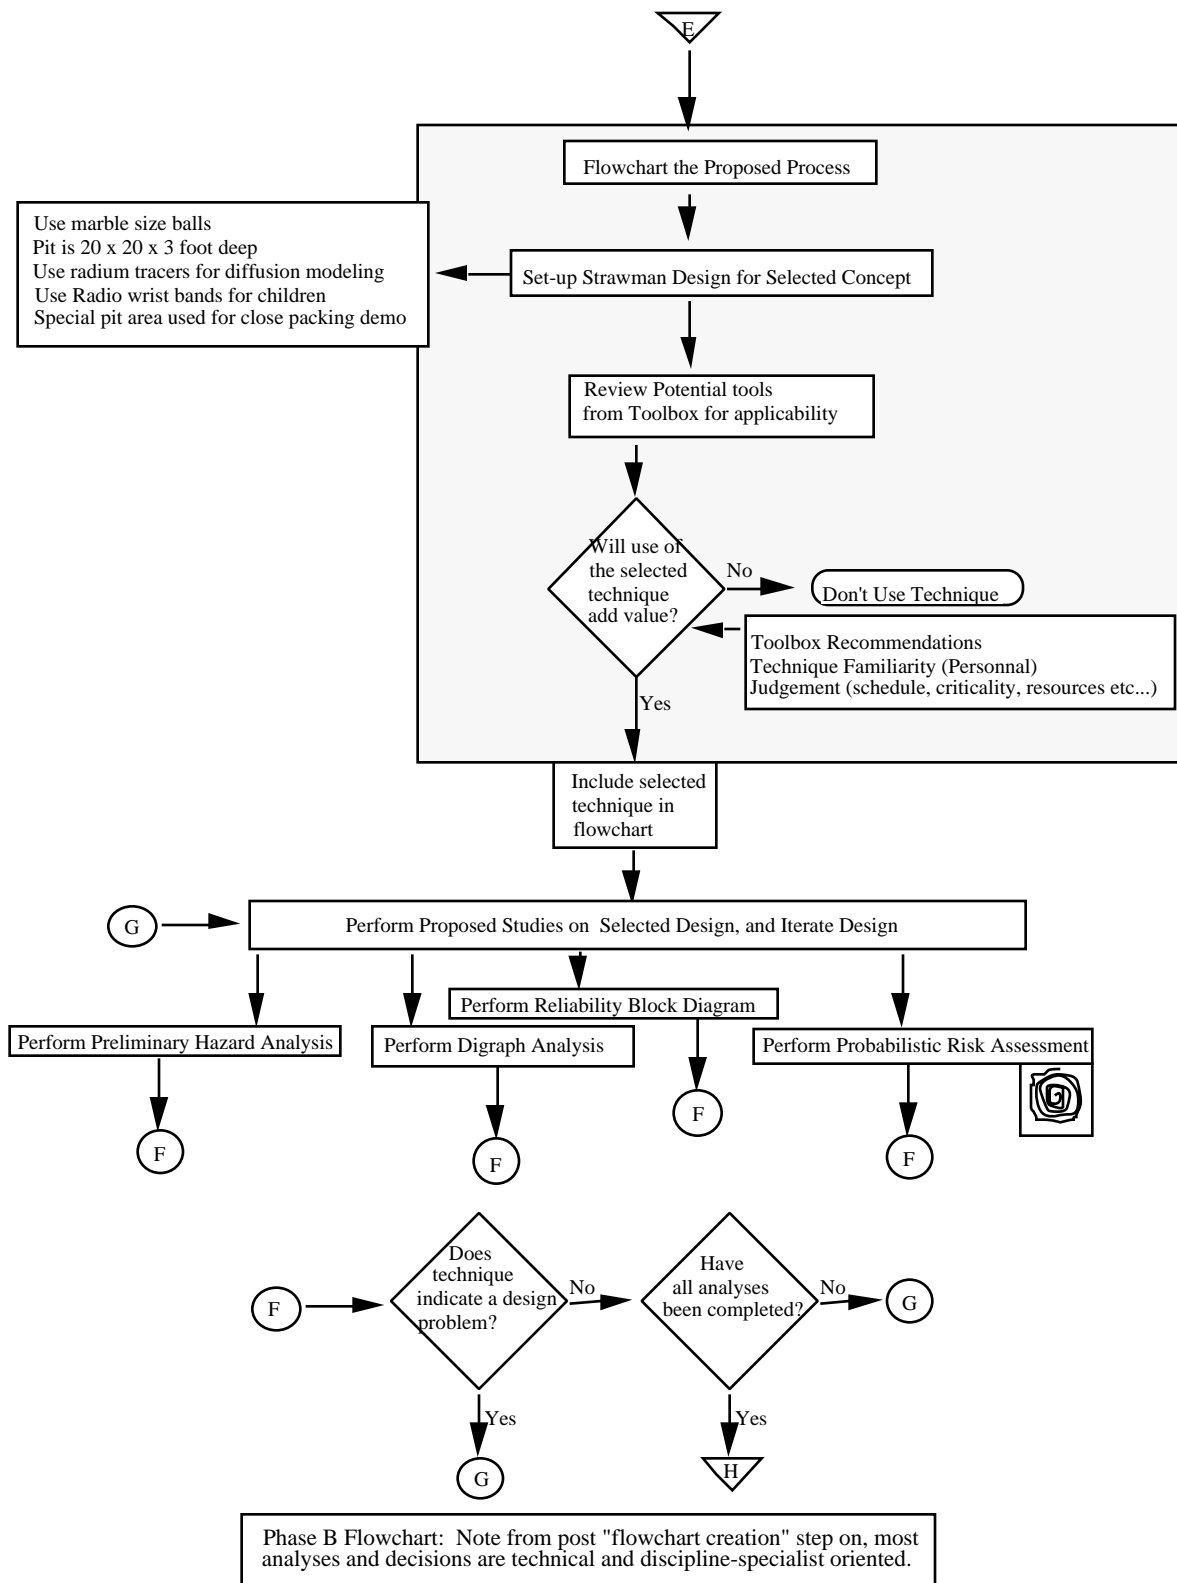 E
Flowchart the Proposed Process
Use marble size balls
Pit is 20 x 20 x 3 foot deep
Use radium tracers for diffusion modeling
Use Radio wrist bands for children
Special pit area used for close packing demo
Set-up Strawman Design for Selected Concept
Review Potential tools
from Toolbox for applicability
Will use of
the selected
technique
add value?
No
Don't Use Technique
Toolbox Recommendations
Technique Familiarity (Personnal)
Judgement (schedule, criticality, resources etc...)
Yes
Include selected
technique in
flowchart
G
Perform Proposed Studies on Selected Design, and Iterate Design
Perform Reliability Block Diagram
Perform Preliminary Hazard Analysis
Perform Digraph Analysis
Perform Probabilistic Risk Assessment
F
F
F
F
F
Does
technique
indicate a design
problem?
No
Have
all analyses
been completed?
No
G
Yes
G
Yes
H
Phase B Flowchart: Note from post "flowchart creation" step on, most
analyses and decisions are technical and discipline-specialist oriented.